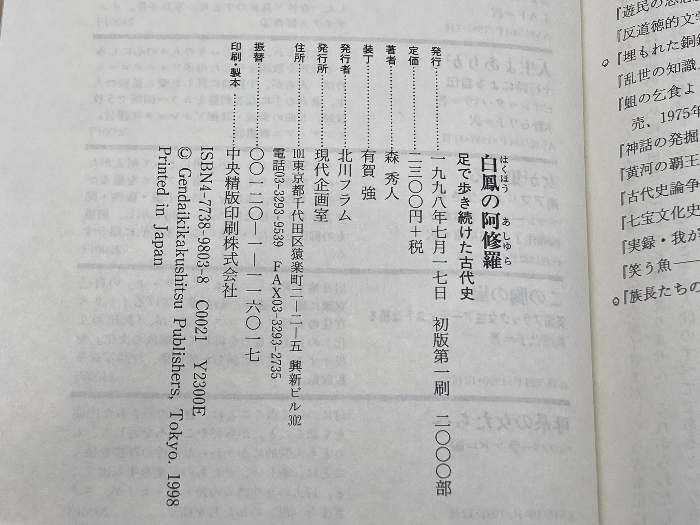 『遊民の思想
『反道徳的文学
『埋もれた銅鐸
『乱世の知識
『蛆の乞食よ
売、1975年
『神話の発掘
『黄河の覇王
『古代史論争
『七宝文化史
『実録・我が
『笑う魚——
『族長たちの
白鳳の阿修羅
はくほう あしゅら
足で歩き続けた古代史
発行…………一九九八年七月一七日 初版第一刷 二〇〇〇部
定価…………二三〇〇円＋税
著者…………森 秀人
装丁…………有賀 強
発行者…………北川フラム
発行所…………現代企画室
住所…………101東京都千代田区猿楽町二―二―五 興新ビル302
電話03-3293-9539 FAX03-3293-2735
振替…………〇〇一二〇―一―一一六〇一七
印刷・製本…………中央精版印刷株式会社
ISBN4-7738-9803-8 C0021 Y2300E
© Gendaikikakushitsu Publishers, Tokyo. 1998
Printed in Japan